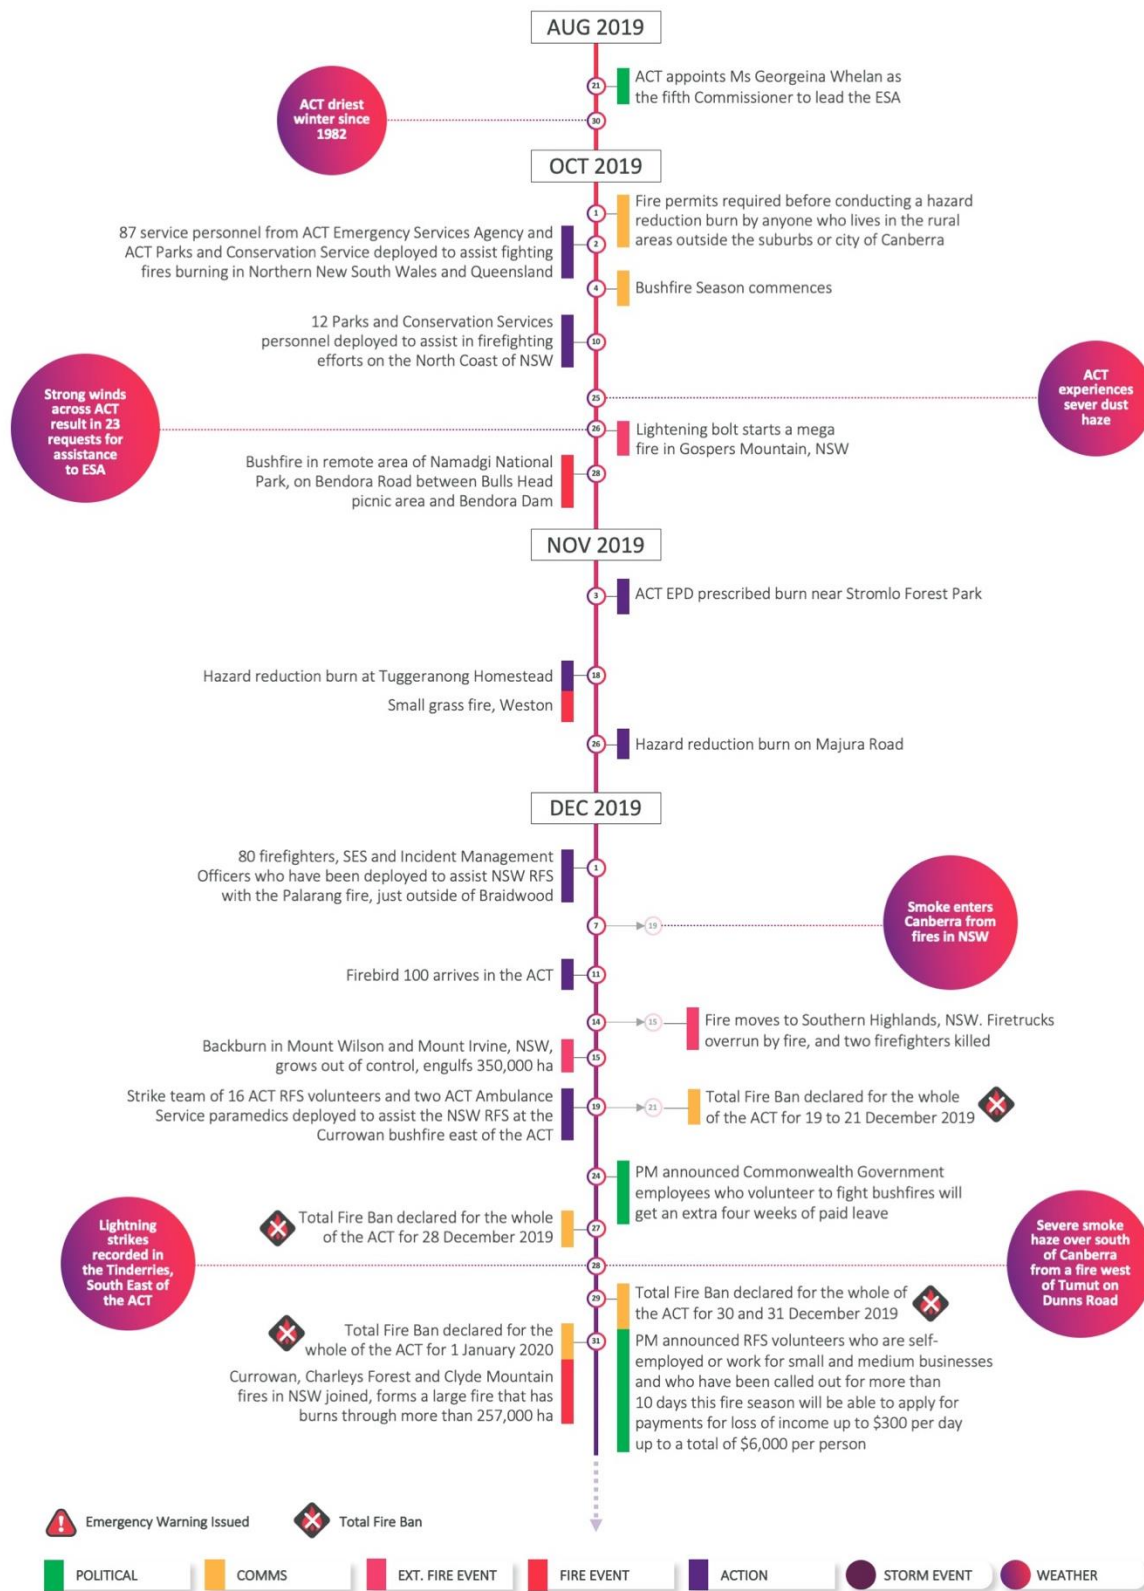 AUG 2019
21
ACT appoints Ms Georgeina Whelan as
the fifth Commissioner to lead the ESA
ACT driest
winter since
1982
30
OCT 2019
1
Fire permits required before conducting a hazard
reduction burn by anyone who lives in the rural
areas outside the suburbs or city of Canberra
87 service personnel from ACT Emergency Services Agency and
ACT Parks and Conservation Service deployed to assist fighting
fires burning in Northern New South Wales and Queensland
2
4
Bushfire Season commences
12 Parks and Conservation Services
personnel deployed to assist in firefighting
efforts on the North Coast of NSW
10
25
ACT
experiences
sever dust
haze
Strong winds
across ACT
result in 23
requests for
assistance
to ESA
26
Lightening bolt starts a mega
fire in Gospers Mountain, NSW
Bushfire in remote area of Namadgi National
Park, on Bendora Road between Bulls Head
picnic area and Bendora Dam
28
NOV 2019
3
ACT EPD prescribed burn near Stromlo Forest Park
Hazard reduction burn at Tuggeranong Homestead
18
Small grass fire, Weston
26
Hazard reduction burn on Majura Road
DEC 2019
80 firefighters, SES and Incident Management
Officers who have been deployed to assist NSW RFS
with the Palarang fire, just outside of Braidwood
1
7
19
Smoke enters
Canberra from
fires in NSW
Firebird 100 arrives in the ACT
11
14
15
Fire moves to Southern Highlands, NSW. Firetrucks
overrun by fire, and two firefighters killed
Backburn in Mount Wilson and Mount Irvine, NSW,
grows out of control, engulfs 350,000 ha
15
Strike team of 16 ACT RFS volunteers and two ACT Ambulance
Service paramedics deployed to assist the NSW RFS at the
Currowan bushfire east of the ACT
19
21
Total Fire Ban declared for the whole
of the ACT for 19 to 21 December 2019
24
PM announced Commonwealth Government
employees who volunteer to fight bushfires will
get an extra four weeks of paid leave
Total Fire Ban declared for the whole
of the ACT for 28 December 2019
27
Lightning
strikes
recorded in
the Tinderries,
South East of
the ACT
28
Severe smoke
haze over south
of Canberra
from a fire west
of Tumut on
Dunns Road
29
Total Fire Ban declared for the whole of
the ACT for 30 and 31 December 2019
Total Fire Ban declared for the
whole of the ACT for 1 January 2020
31
Currowan, Charleys Forest and Clyde Mountain
fires in NSW joined, forms a large fire that has
burns through more than 257,000 ha
PM announced RFS volunteers who are self-
employed or work for small and medium businesses
and who have been called out for more than
10 days this fire season will be able to apply for
payments for loss of income up to $300 per day
up to a total of $6,000 per person
Emergency Warning Issued
Total Fire Ban
POLITICAL
COMMS
EXT. FIRE EVENT
FIRE EVENT
ACTION
STORM EVENT
WEATHER